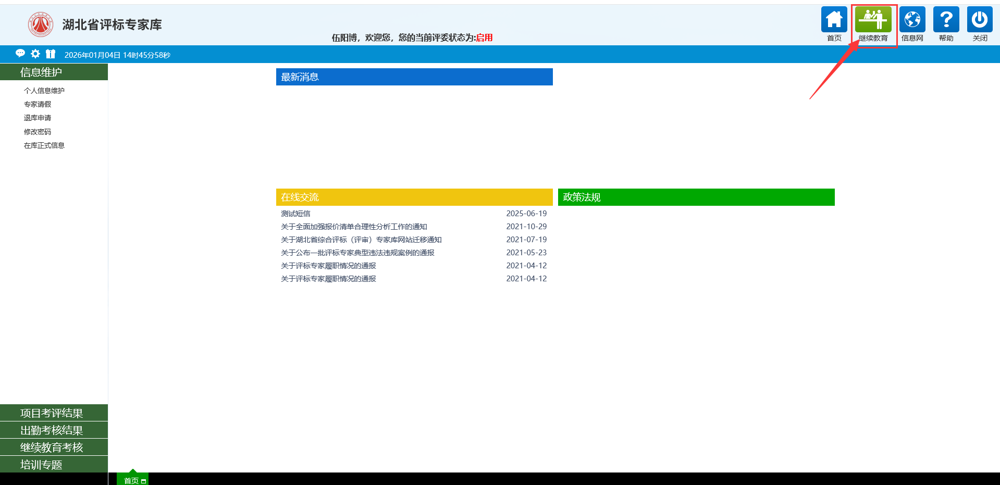 湖北省评标专家库
伍阳博，欢迎您，您的当前评委状态为:启用
首页
继续教育
信息网
帮助
关闭
2026年01月04日 14时45分58秒
信息维护
个人信息维护
专家请假
退库申请
修改密码
在库正式信息
最新消息
在线交流
测试短信 2025-06-19
关于全面加强报价清单合理性分析工作的通知 2021-10-29
关于湖北省综合评标（评审）专家库网站迁移通知 2021-07-19
关于公布一批评标专家典型违法违规案例的通报 2021-05-23
关于评标专家履职情况的通报 2021-04-12
关于评标专家履职情况的通报 2021-04-12
政策法规
项目考评结果
出勤考核结果
继续教育考核
培训专题
首页